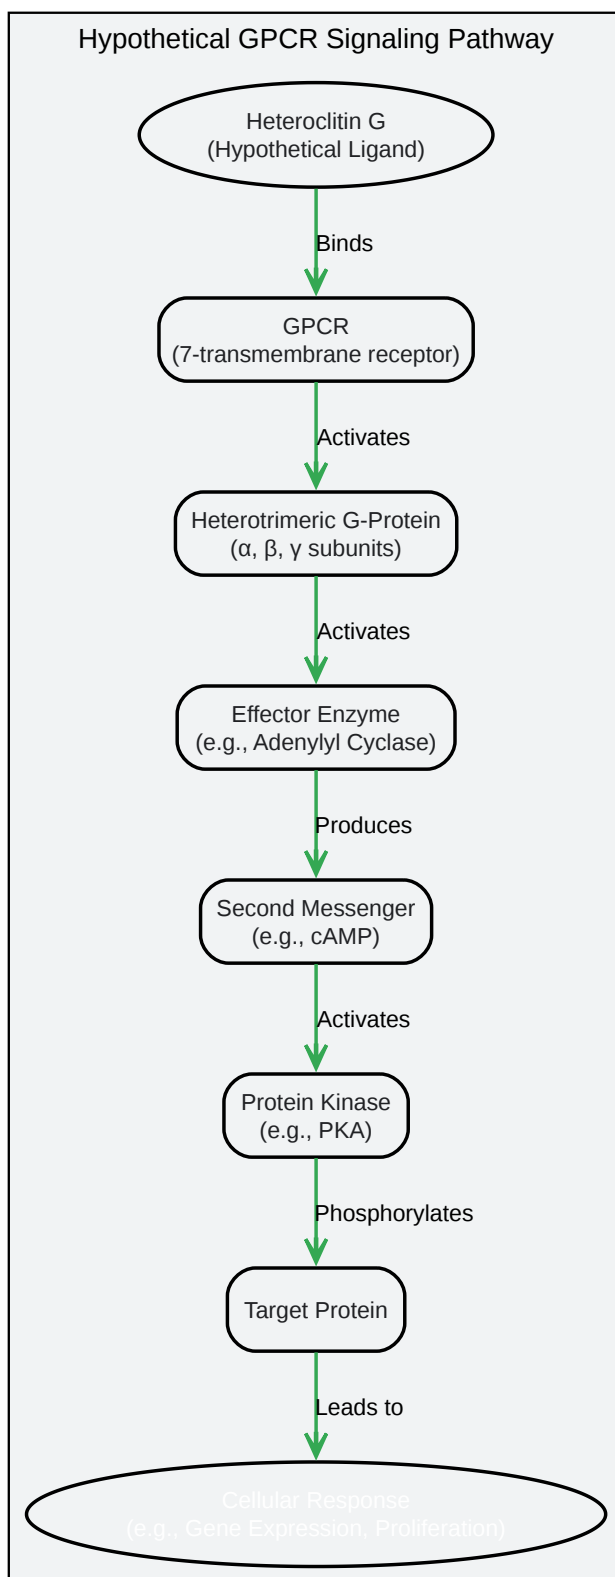 Hypothetical GPCR Signaling Pathway
Heteroclitin G
(Hypothetical Ligand)
Binds
GPCR
(7-transmembrane receptor)
Activates
Heterotrimeric G-Protein
(α, β, γ subunits)
Activates
Effector Enzyme
(e.g., Adenylyl Cyclase)
Produces
Second Messenger
(e.g., cAMP)
Activates
Protein Kinase
(e.g., PKA)
Phosphorylates
Target Protein
Leads to
Cellular Response
(e.g., Gene Expression, Proliferation)